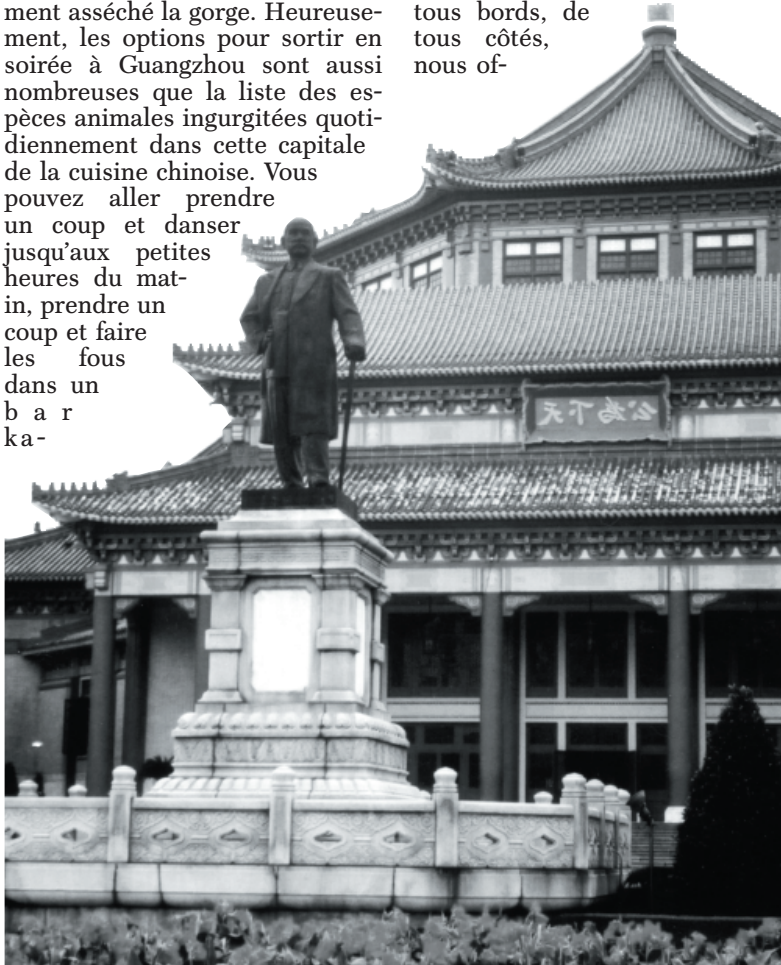 ment asséché la gorge. Heureuse-
ment, les options pour sortir en
soirée à Guangzhou sont aussi
nombreuses que la liste des es-
pèces animales ingurgitées quoti-
diennement dans cette capitale
de la cuisine chinoise. Vous
pouvez aller prendre
un coup et danser
jusqu'aux petites
heures du mat-
in, prendre un
coup et faire
les fous
dans un
bar
ka-
tous bords, de
tous côtés,
nous of-
天下為公